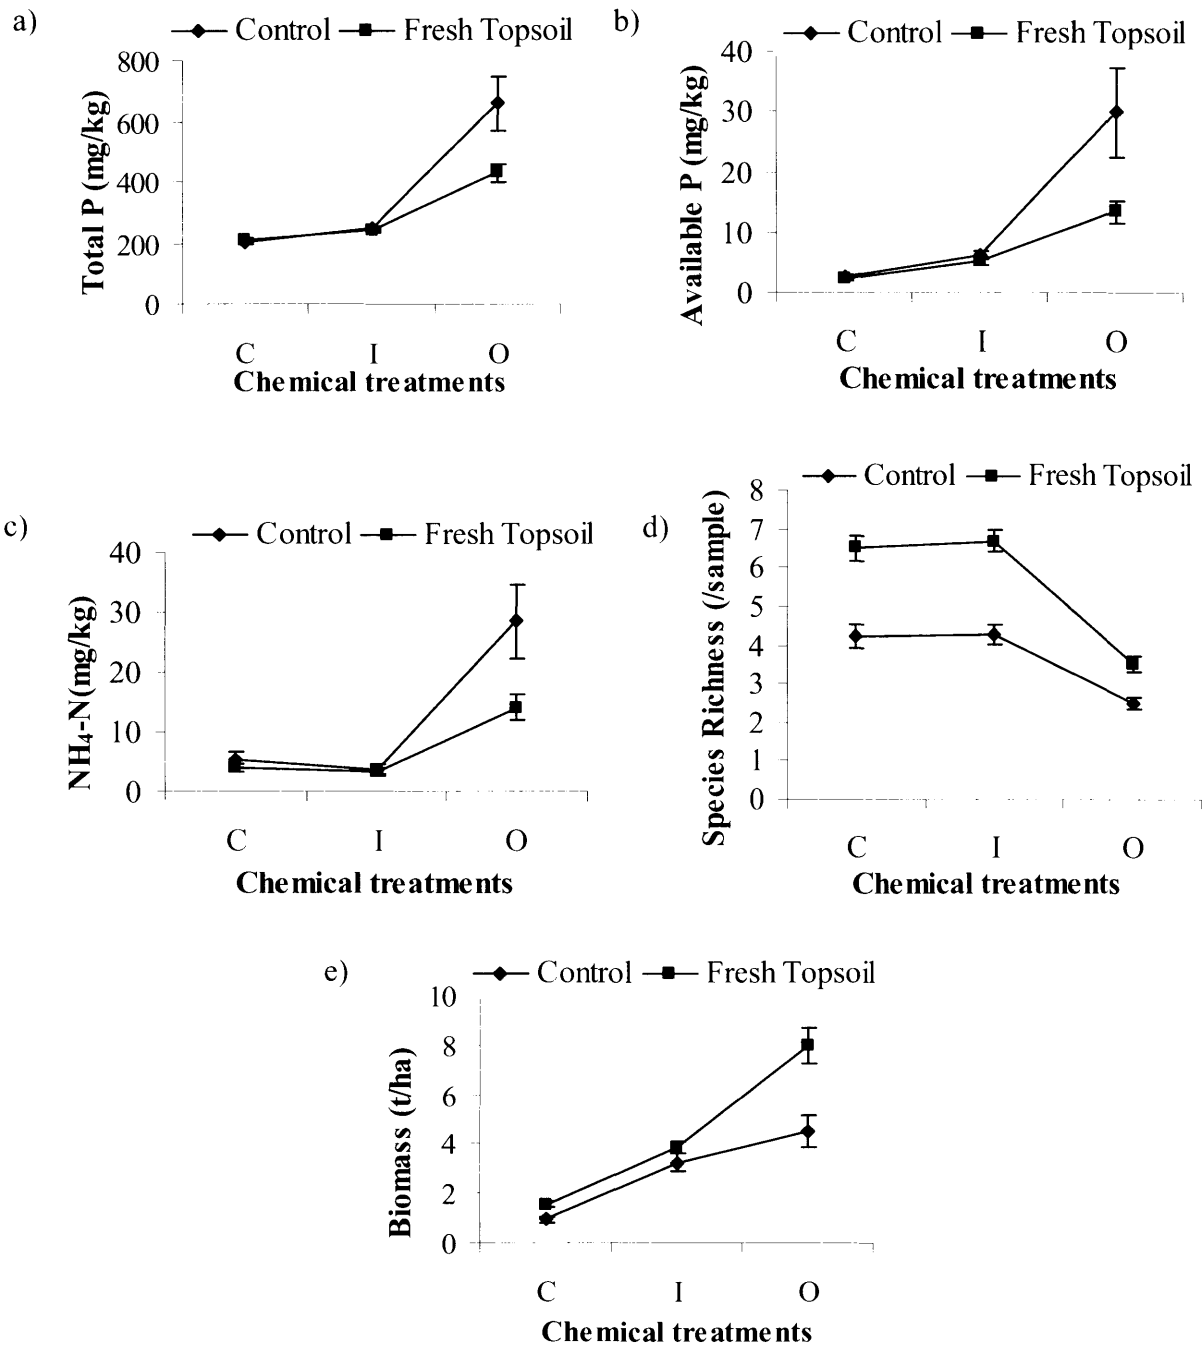 a)
Control Fresh Topsoil
800
600
400
200
0
Total P (mg/kg)
C I O
Chemical treatments
b)
Control Fresh Topsoil
40
30
20
10
0
Available P (mg/kg)
C I O
Chemical treatments
c)
Control Fresh Topsoil
40
30
20
10
0
NH4-N(mg/kg)
C I O
Chemical treatments
d)
Control Fresh Topsoil
8
7
6
5
4
3
2
1
0
Species Richness (/sample)
C I O
Chemical treatments
e)
Control Fresh Topsoil
10
8
6
4
2
0
Biomass (t/ha)
C I O
Chemical treatments